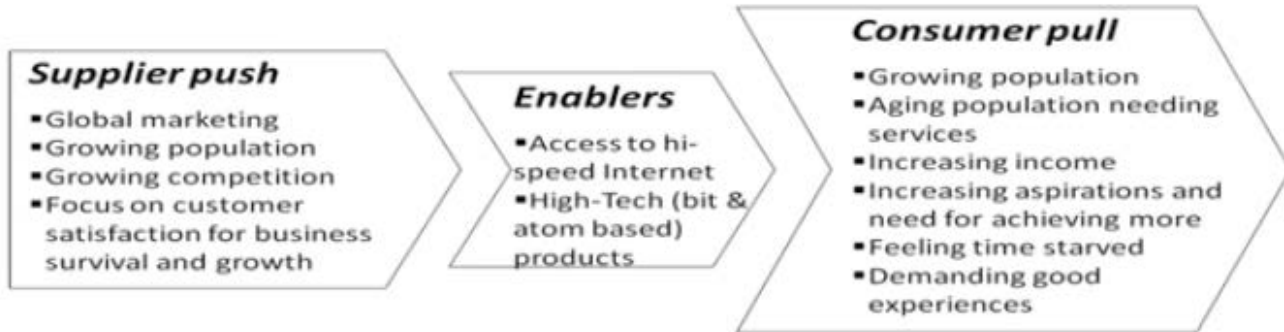 Supplier push
▪Global marketing
▪Growing population
▪Growing competition
▪Focus on customer
satisfaction for business
survival and growth
Enablers
▪Access to hi-
speed Internet
▪High-Tech (bit &
atom based)
products
Consumer pull
▪Growing population
▪Aging population needing
services
▪Increasing income
▪Increasing aspirations and
need for achieving more
▪Feeling time starved
▪Demanding good
experiences